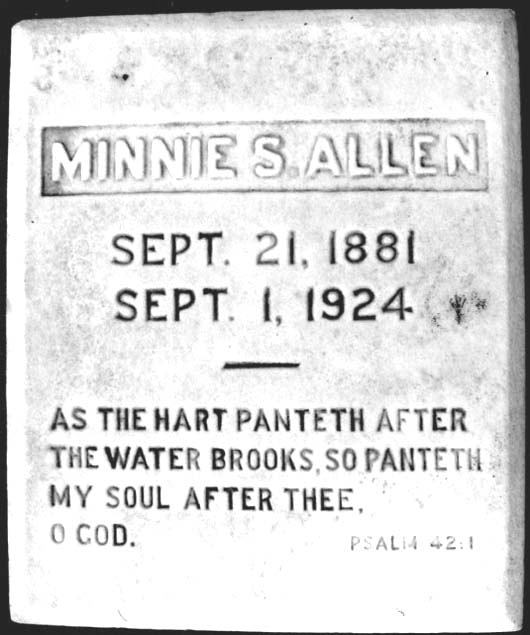 MINNIE S. ALLEN
SEPT. 21, 1881
SEPT. 1, 1924
AS THE HART PANTETH AFTER
THE WATER BROOKS, SO PANTETH
MY SOUL AFTER THEE,
O GOD.
PSALM 42:1